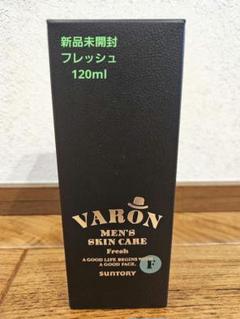 新品未開封
フレッシュ
120ml
VARON
MEN'S
SKIN CARE
Fresh
A GOOD LIFE BEGINS WITH
A GOOD FACE.
SUNTORY
F